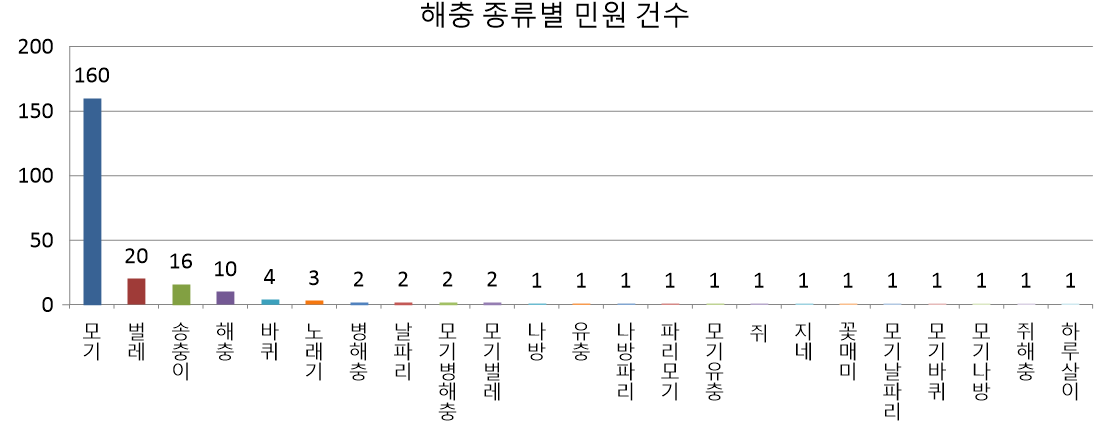 해충 종류별 민원 건수
200
150
100
50
0
160
20
16
10
4
3
2
2
2
2
1
1
1
1
1
1
1
1
1
1
1
1
1
모기
벌레
송충이
해충
바퀴
노래기
병해충
날파리
모기병해충
모기벌레
나방
유충
나방파리
파리모기
모기유충
쥐
지네
꽃매미
모기날파리
모기바퀴
모기나방
쥐해충
하루살이